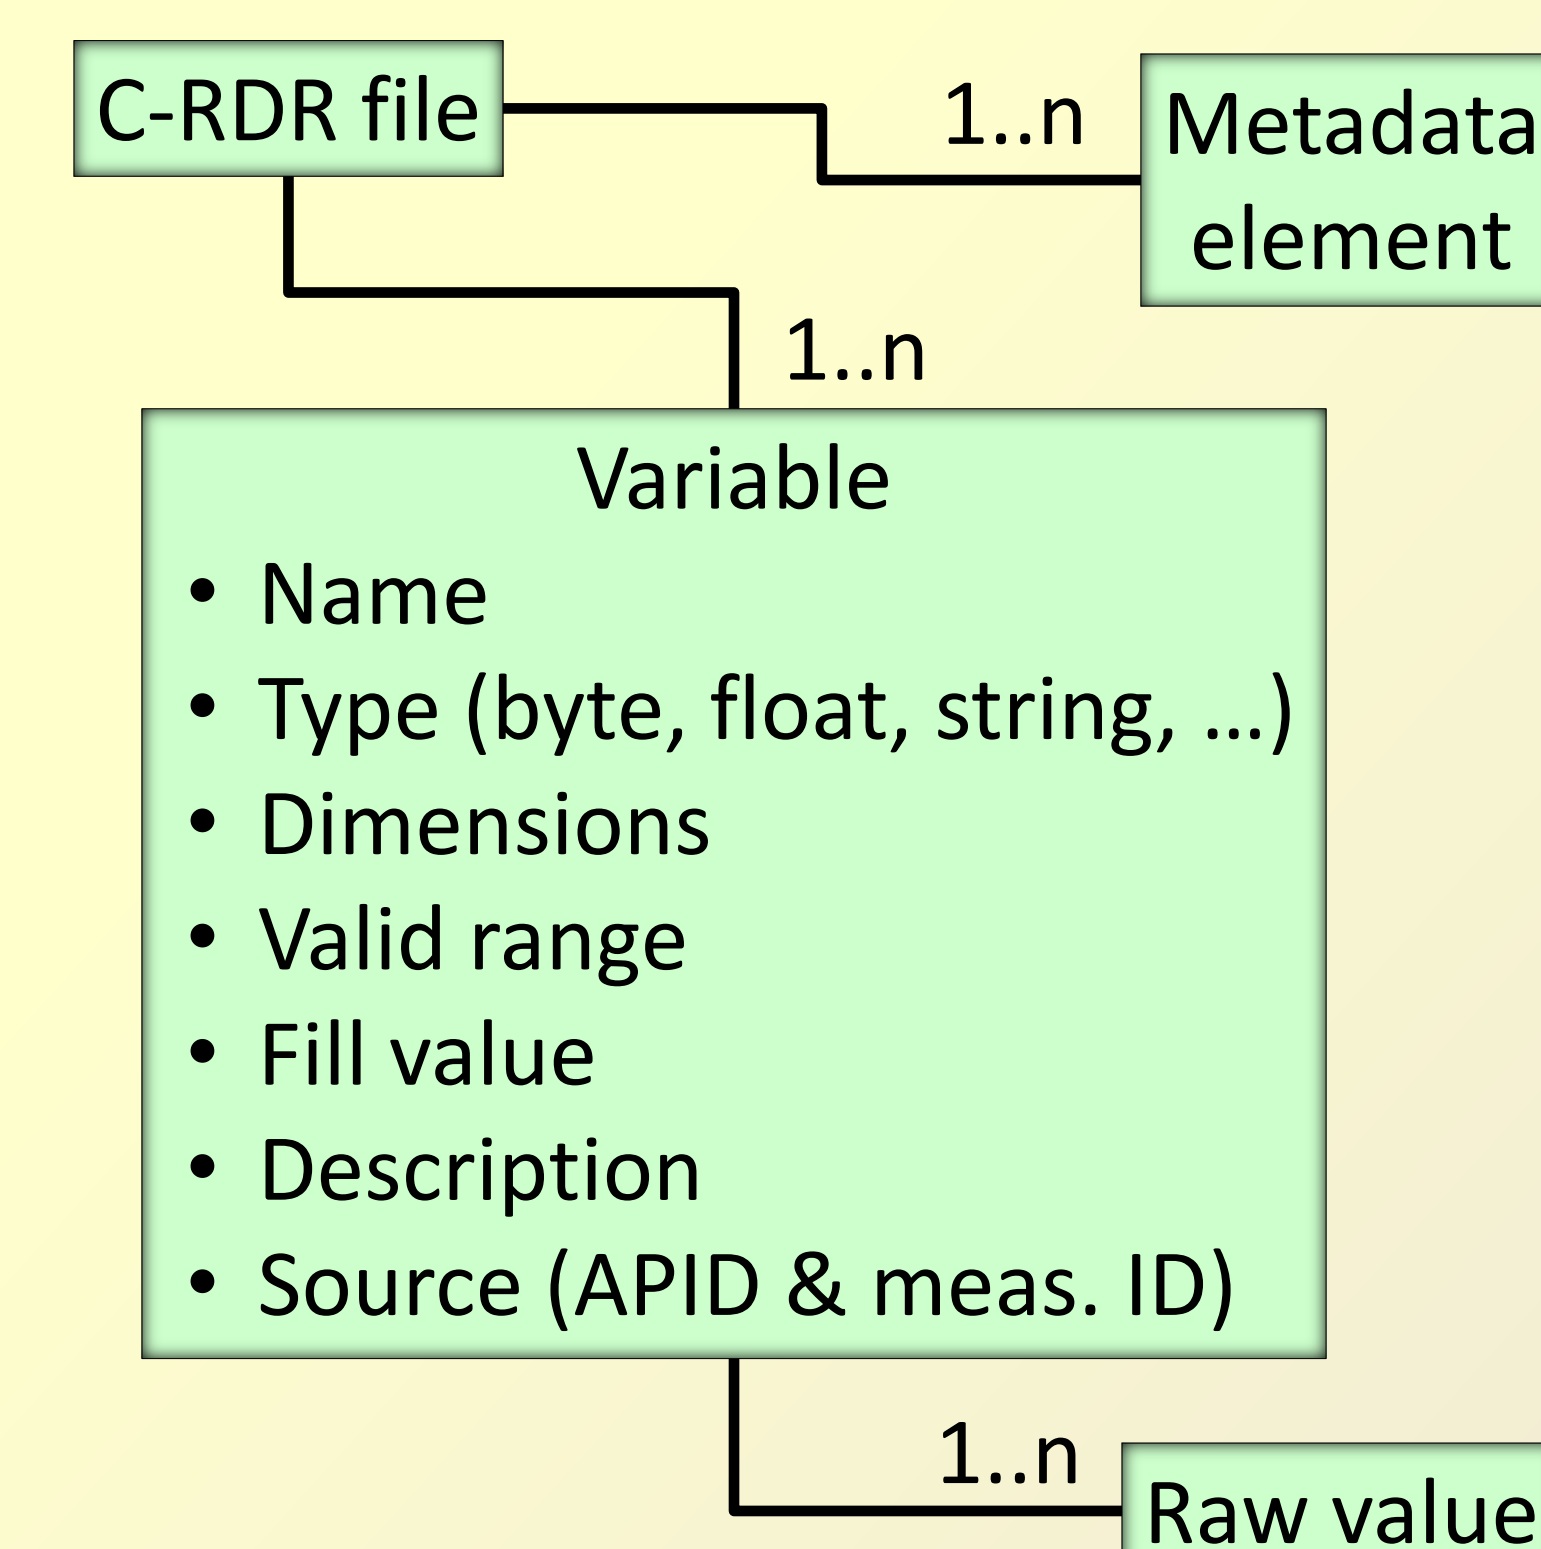 C-RDR file
1..n
Metadata
element
1..n
Variable
• Name
• Type (byte, float, string, ...)
• Dimensions
• Valid range
• Fill value
• Description
• Source (APID & meas. ID)
1..n
Raw value